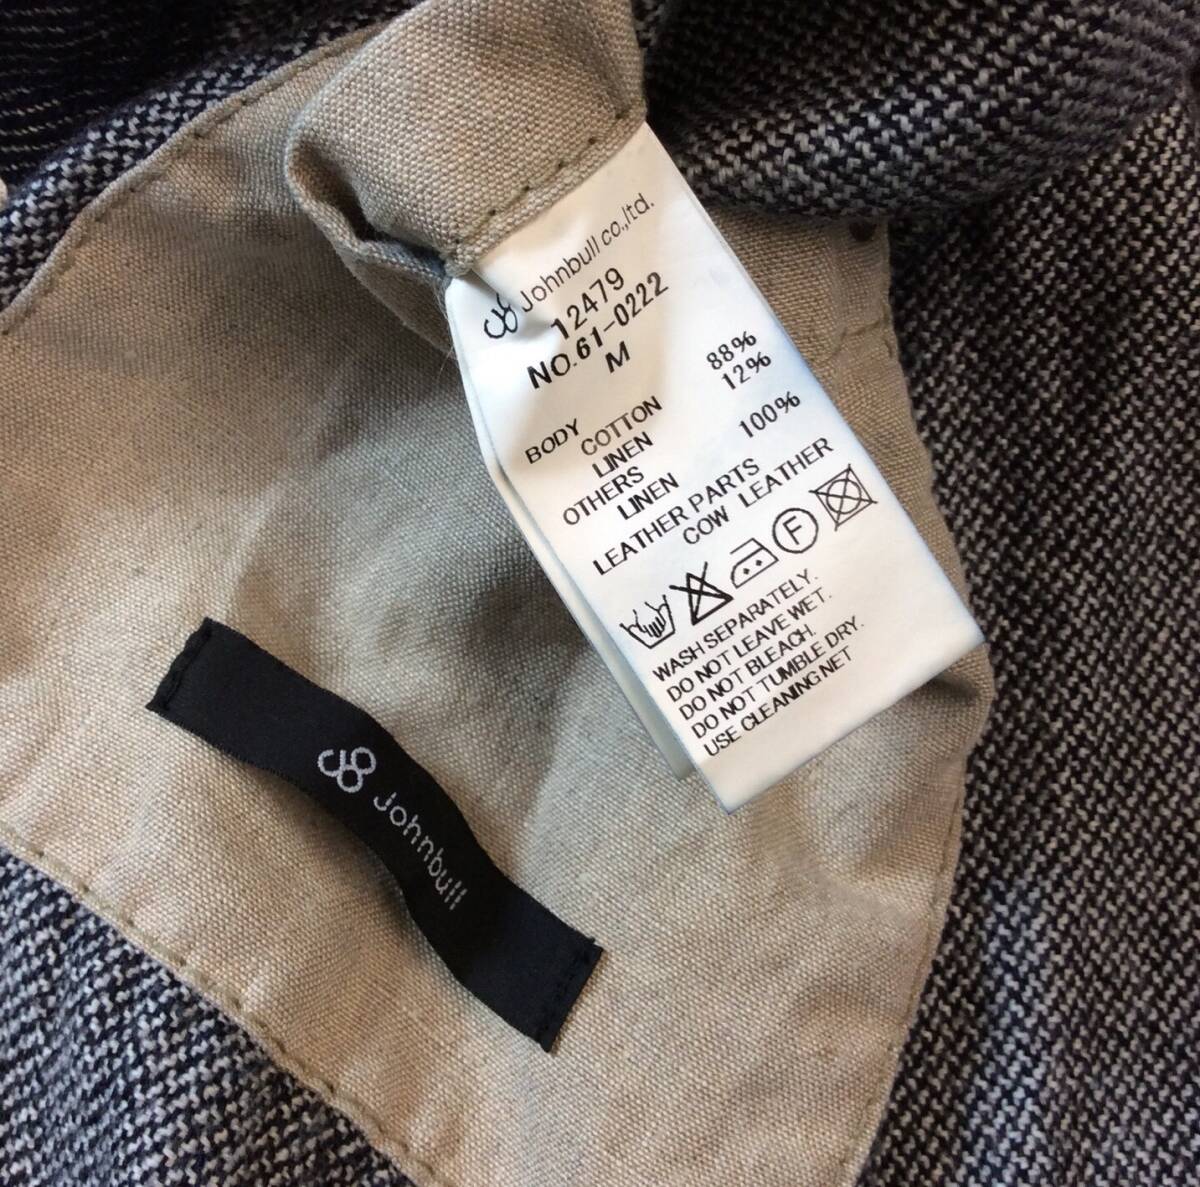 Johnbull co.,ltd.
12479
NO.61-0222
M
BODY
COTTON 88%
LINEN 12%
OTHERS
LINEN 100%
LEATHER PARTS
COW LEATHER
F
WASH SEPARATELY.
DO NOT LEAVE WET.
DO NOT BLEACH.
DO NOT TUMBLE DRY.
USE CLEANING NET
Johnbull